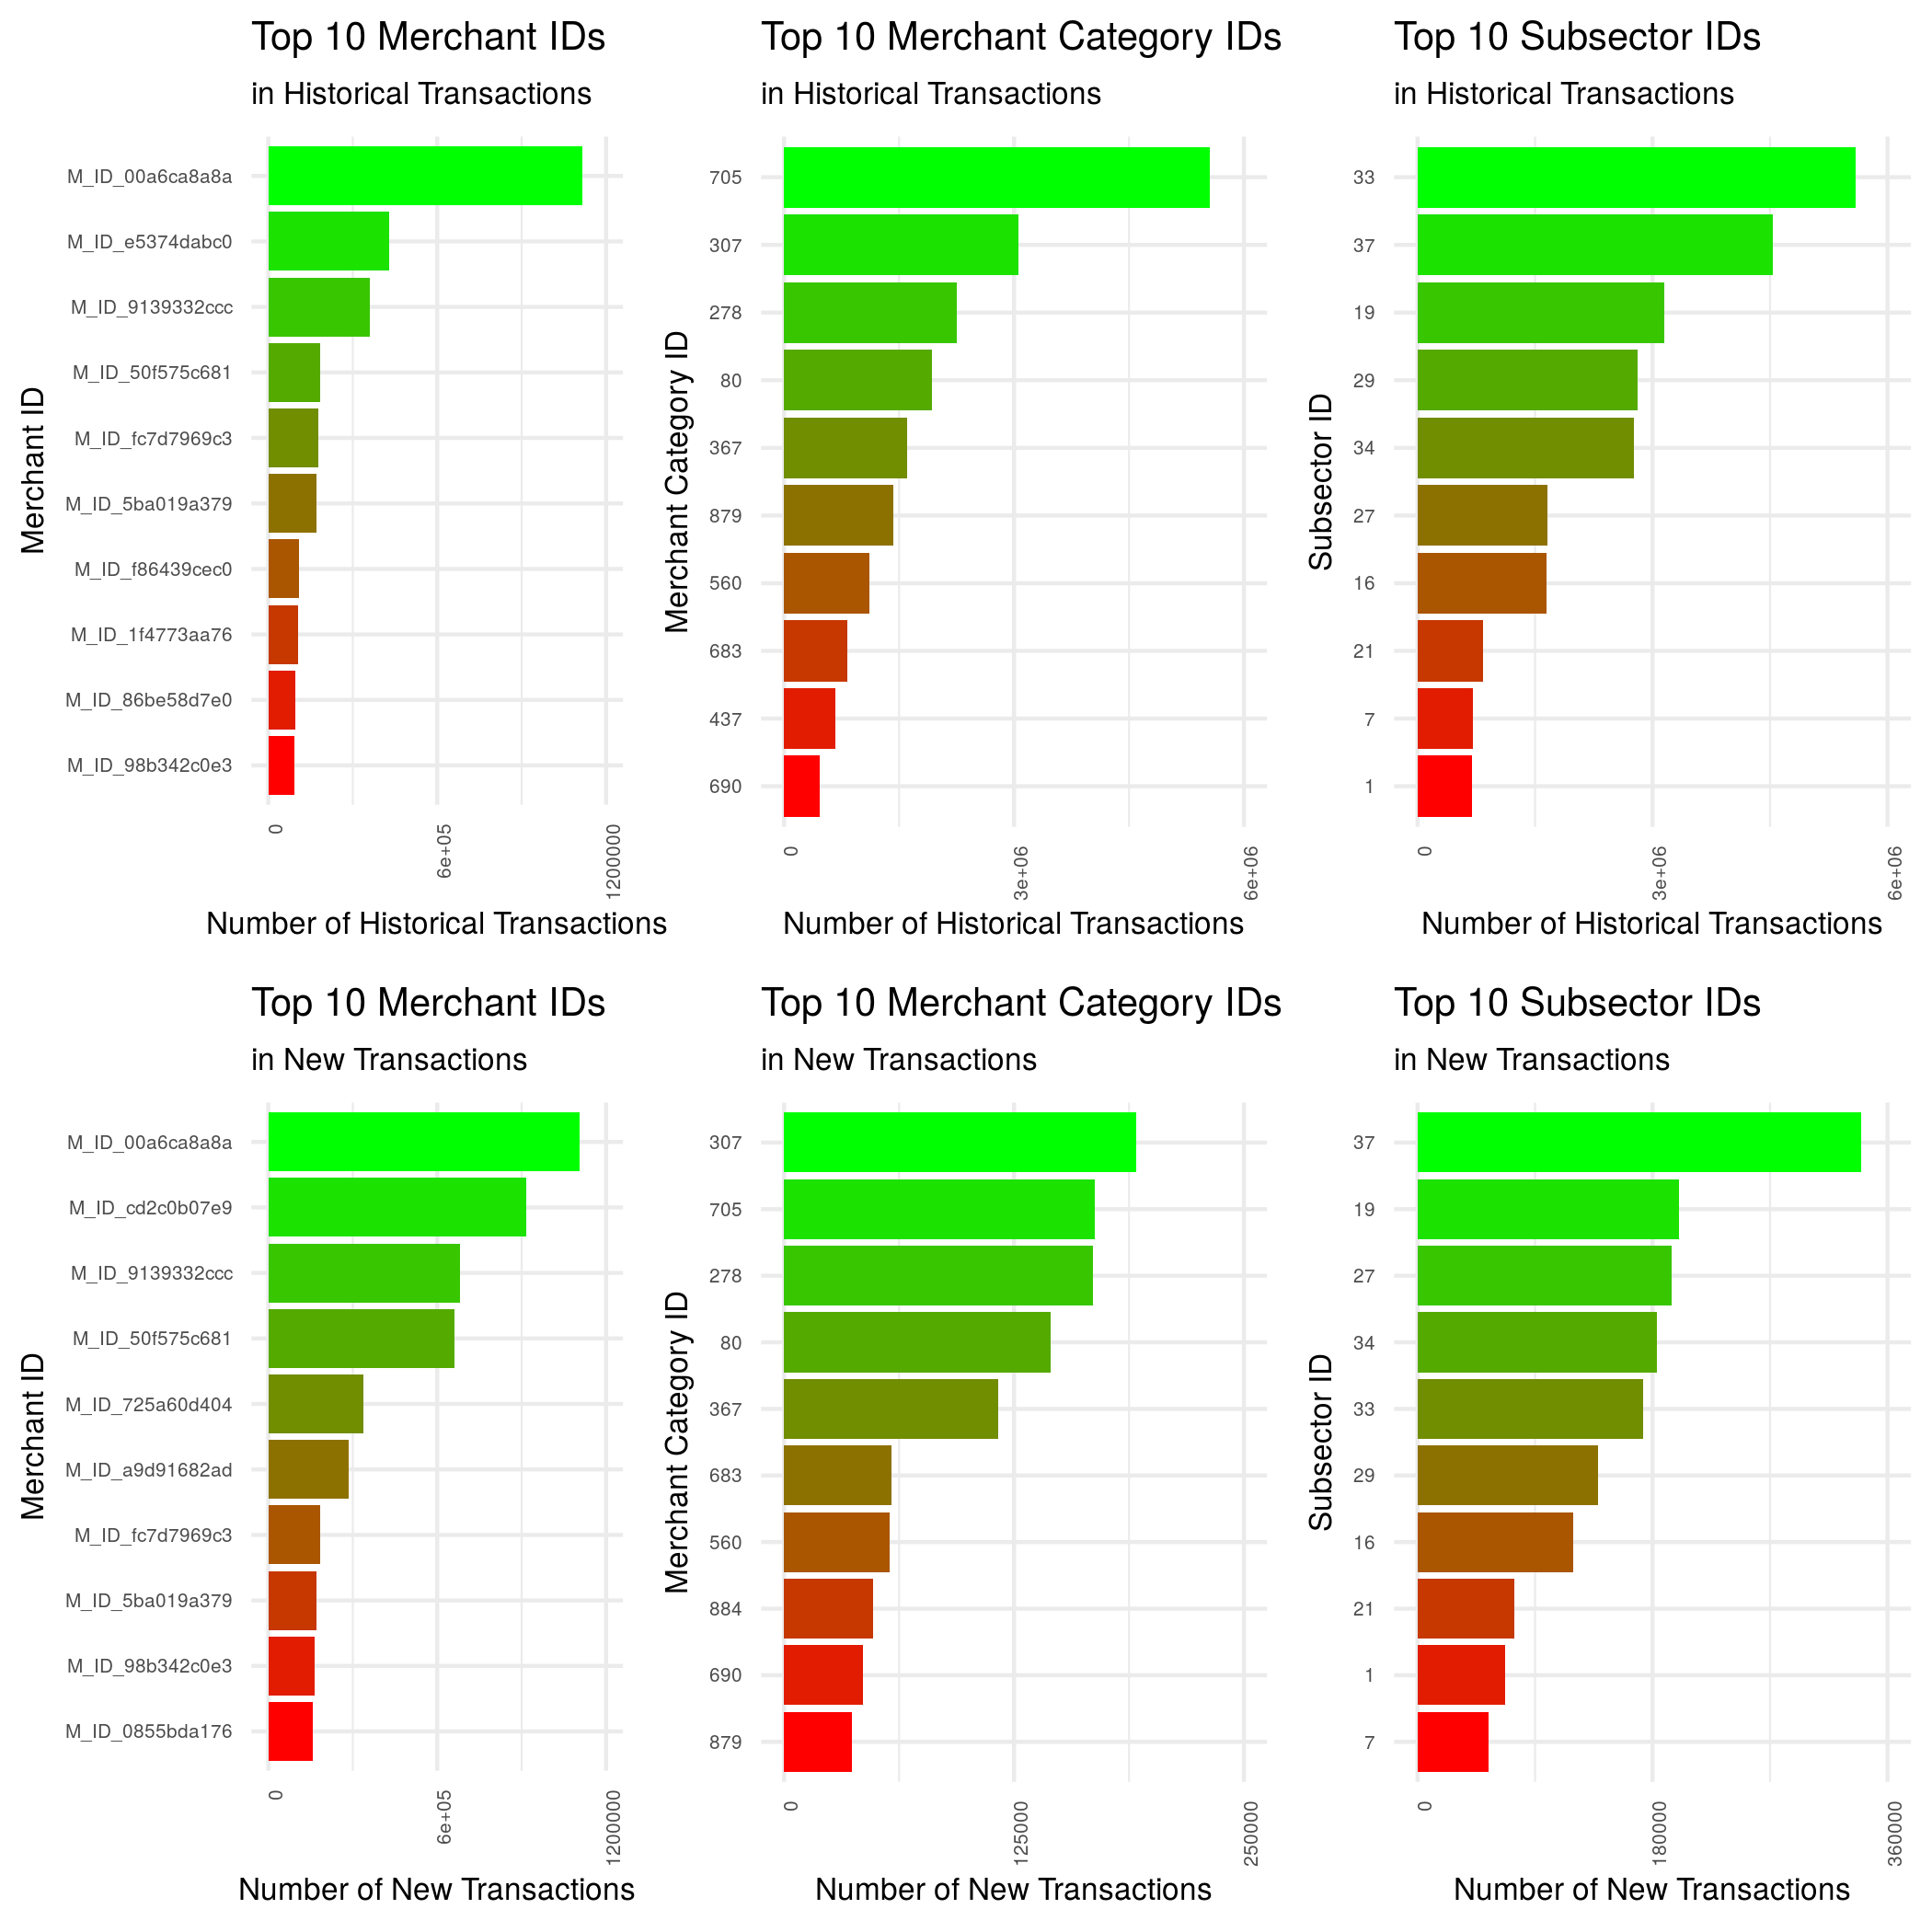 Top 10 Merchant IDs
in Historical Transactions
Merchant ID
M_ID_00a6ca8a8a
M_ID_e5374dabc0
M_ID_9139332ccc
M_ID_50f575c681
M_ID_fc7d7969c3
M_ID_5ba019a379
M_ID_f86439cec0
M_ID_1f4773aa76
M_ID_86be58d7e0
M_ID_98b342c0e3
0
6e+05
1200000
Number of Historical Transactions
Top 10 Merchant Category IDs
in Historical Transactions
Merchant Category ID
705
307
278
80
367
879
560
683
437
690
0
3e+06
6e+06
Number of Historical Transactions
Top 10 Subsector IDs
in Historical Transactions
Subsector ID
33
37
19
29
34
27
16
21
7
1
0
3e+06
6e+06
Number of Historical Transactions
Top 10 Merchant IDs
in New Transactions
Merchant ID
M_ID_00a6ca8a8a
M_ID_cd2c0b07e9
M_ID_9139332ccc
M_ID_50f575c681
M_ID_725a60d404
M_ID_a9d91682ad
M_ID_fc7d7969c3
M_ID_5ba019a379
M_ID_98b342c0e3
M_ID_0855bda176
0
6e+05
1200000
Number of New Transactions
Top 10 Merchant Category IDs
in New Transactions
Merchant Category ID
307
705
278
80
367
683
560
884
690
879
0
125000
250000
Number of New Transactions
Top 10 Subsector IDs
in New Transactions
Subsector ID
37
19
27
34
33
29
16
21
1
7
0
180000
360000
Number of New Transactions